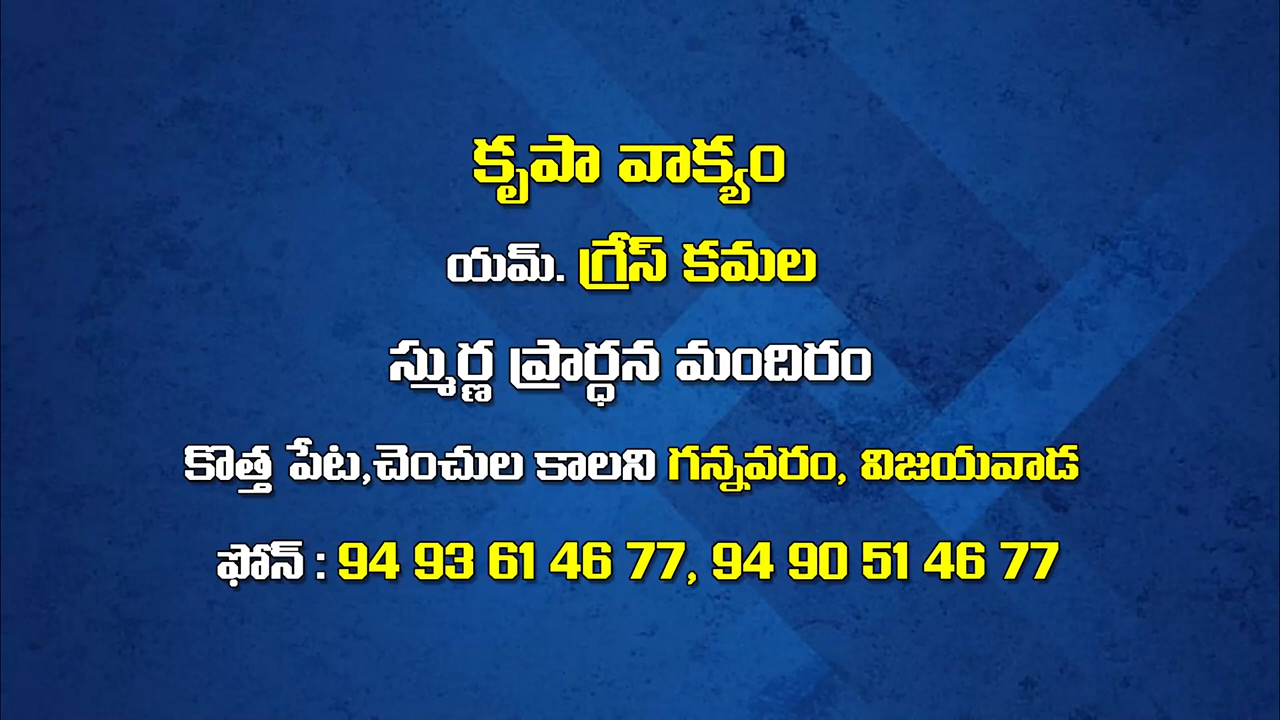 కృపా వాక్యం
యమ్. గ్రేస్ కమల
స్ముర్ణ ప్రార్ధన మందిరం
కొత్త పేట,చెంచుల కాలని గన్నవరం, విజయవాడ
ఫోన్ : 94 93 61 46 77, 94 90 51 46 77